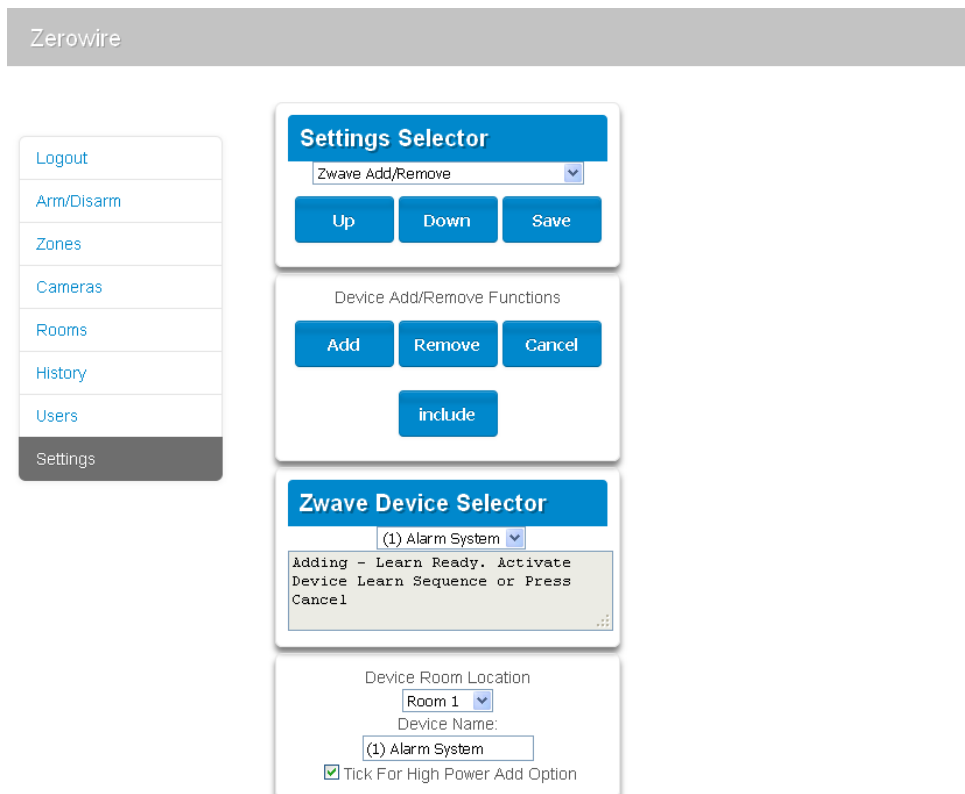 Zerowire
Logout
Arm/Disarm
Zones
Cameras
Rooms
History
Users
Settings
Settings Selector
Zwave Add/Remove
Up Down Save
Device Add/Remove Functions
Add Remove Cancel
include
Zwave Device Selector
(1) Alarm System
Adding - Learn Ready. Activate
Device Learn Sequence or Press
Cancel
Device Room Location
Room 1
Device Name:
(1) Alarm System
Tick For High Power Add Option